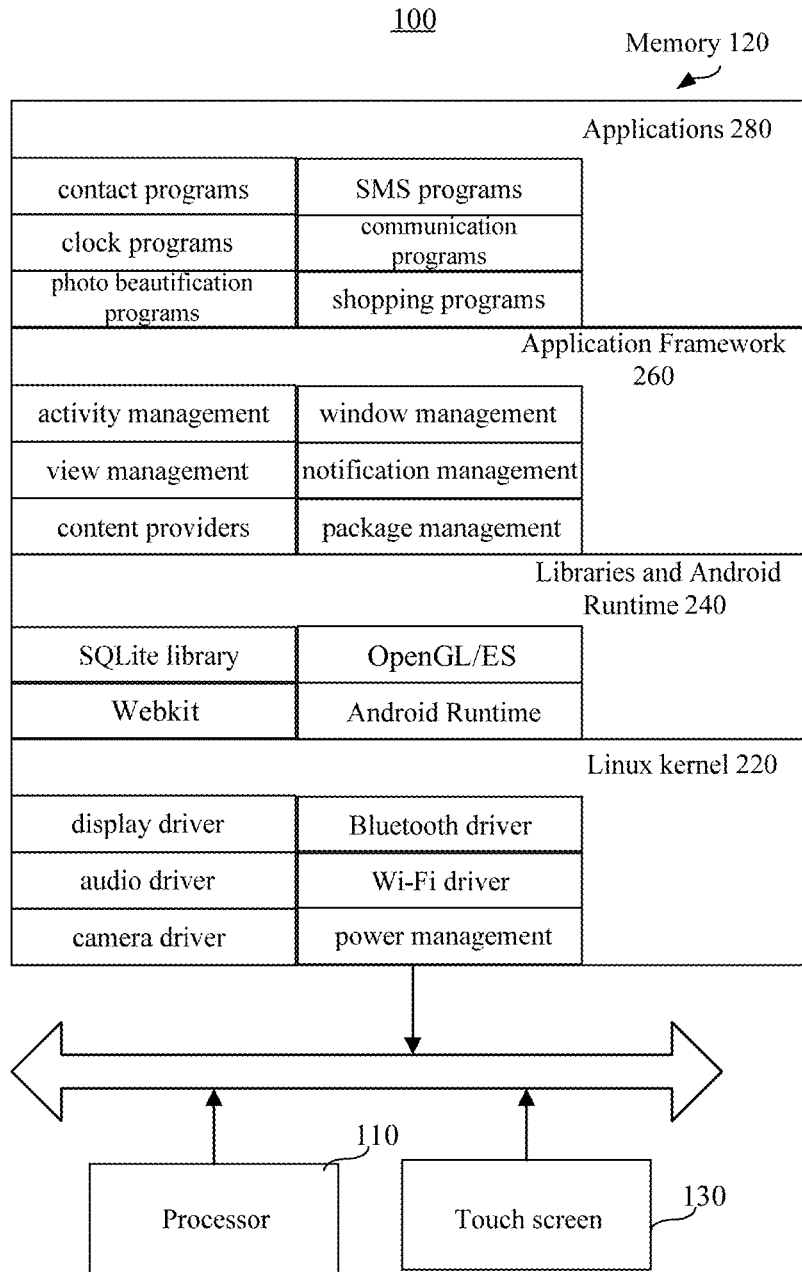 100
Memory 120
Applications 280
contact programs
SMS programs
clock programs
communication
programs
photo beautification
programs
shopping programs
Application Framework
260
activity management
window management
view management
notification management
content providers
package management
Libraries and Android
Runtime 240
SQLite library
OpenGL/ES
Webkit
Android Runtime
Linux kernel 220
display driver
Bluetooth driver
audio driver
Wi-Fi driver
camera driver
power management
110
Processor
Touch screen
130